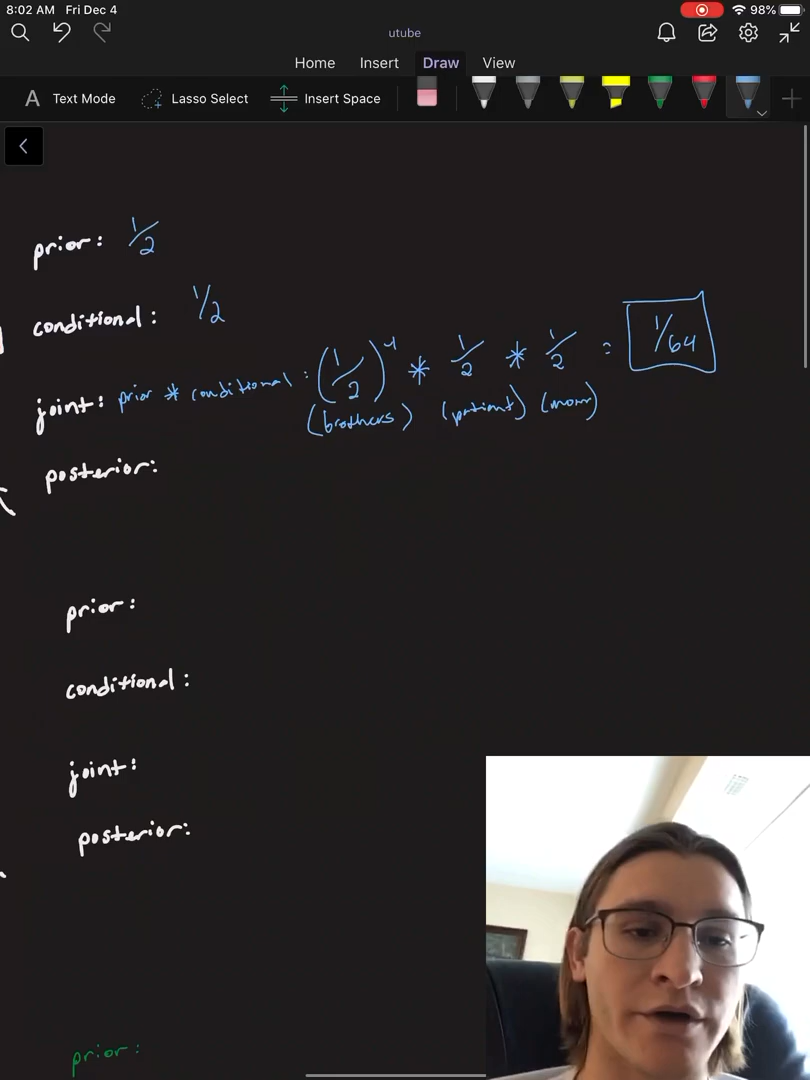 8:02 AM Fri Dec 4
98%
utube
Home Insert Draw View
A Text Mode Lasso Select Insert Space
prior: 1/2
conditional: 1/2
joint: prior * conditional: (1/2)^4 * 1/2 * 1/2 = 1/64
(brothers) (patient) (mom)
posterior:
prior:
conditional:
joint:
posterior:
prior: